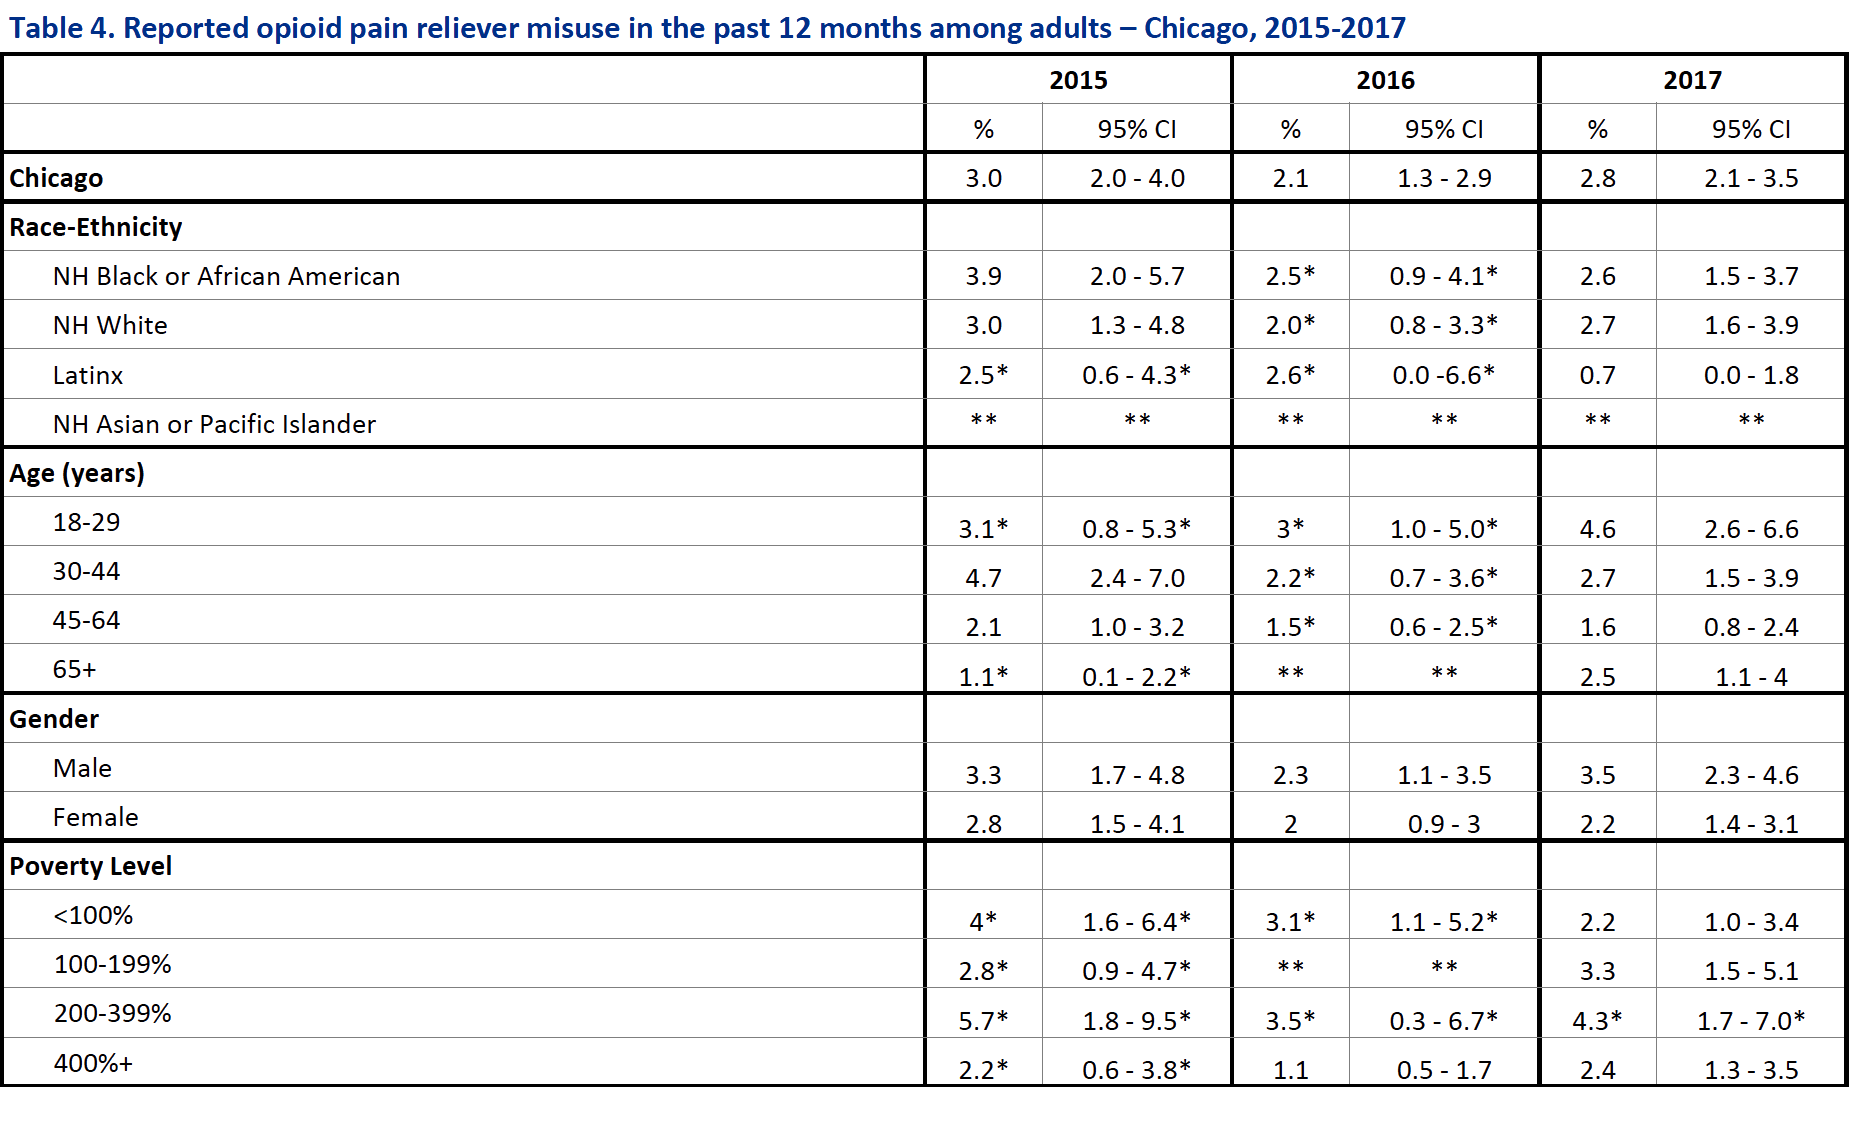 Table 4. Reported opioid pain reliever misuse in the past 12 months among adults – Chicago, 2015-2017
2015 2016 2017
% 95% CI % 95% CI % 95% CI
Chicago 3.0 2.0 - 4.0 2.1 1.3 - 2.9 2.8 2.1 - 3.5
Race-Ethnicity
NH Black or African American 3.9 2.0 - 5.7 2.5* 0.9 - 4.1* 2.6 1.5 - 3.7
NH White 3.0 1.3 - 4.8 2.0* 0.8 - 3.3* 2.7 1.6 - 3.9
Latinx 2.5* 0.6 - 4.3* 2.6* 0.0 -6.6* 0.7 0.0 - 1.8
NH Asian or Pacific Islander ** ** ** ** ** **
Age (years)
18-29 3.1* 0.8 - 5.3* 3* 1.0 - 5.0* 4.6 2.6 - 6.6
30-44 4.7 2.4 - 7.0 2.2* 0.7 - 3.6* 2.7 1.5 - 3.9
45-64 2.1 1.0 - 3.2 1.5* 0.6 - 2.5* 1.6 0.8 - 2.4
65+ 1.1* 0.1 - 2.2* ** ** 2.5 1.1 - 4
Gender
Male 3.3 1.7 - 4.8 2.3 1.1 - 3.5 3.5 2.3 - 4.6
Female 2.8 1.5 - 4.1 2 0.9 - 3 2.2 1.4 - 3.1
Poverty Level
<100% 4* 1.6 - 6.4* 3.1* 1.1 - 5.2* 2.2 1.0 - 3.4
100-199% 2.8* 0.9 - 4.7* ** ** 3.3 1.5 - 5.1
200-399% 5.7* 1.8 - 9.5* 3.5* 0.3 - 6.7* 4.3* 1.7 - 7.0*
400%+ 2.2* 0.6 - 3.8* 1.1 0.5 - 1.7 2.4 1.3 - 3.5